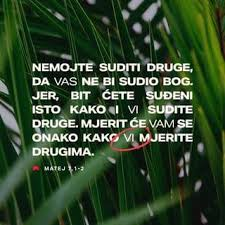 NEMOJTE SUDITI DRUGE,
DA VAS NE BI SUDIO BOG.
JER, BIT ĆETE SUĐENI
ISTO KAKO I VI SUDITE
DRUGE. MJERIT ĆE VAM SE
ONAKO KAKO VI MJERITE
DRUGIMA.
MATEJ 7,1-2